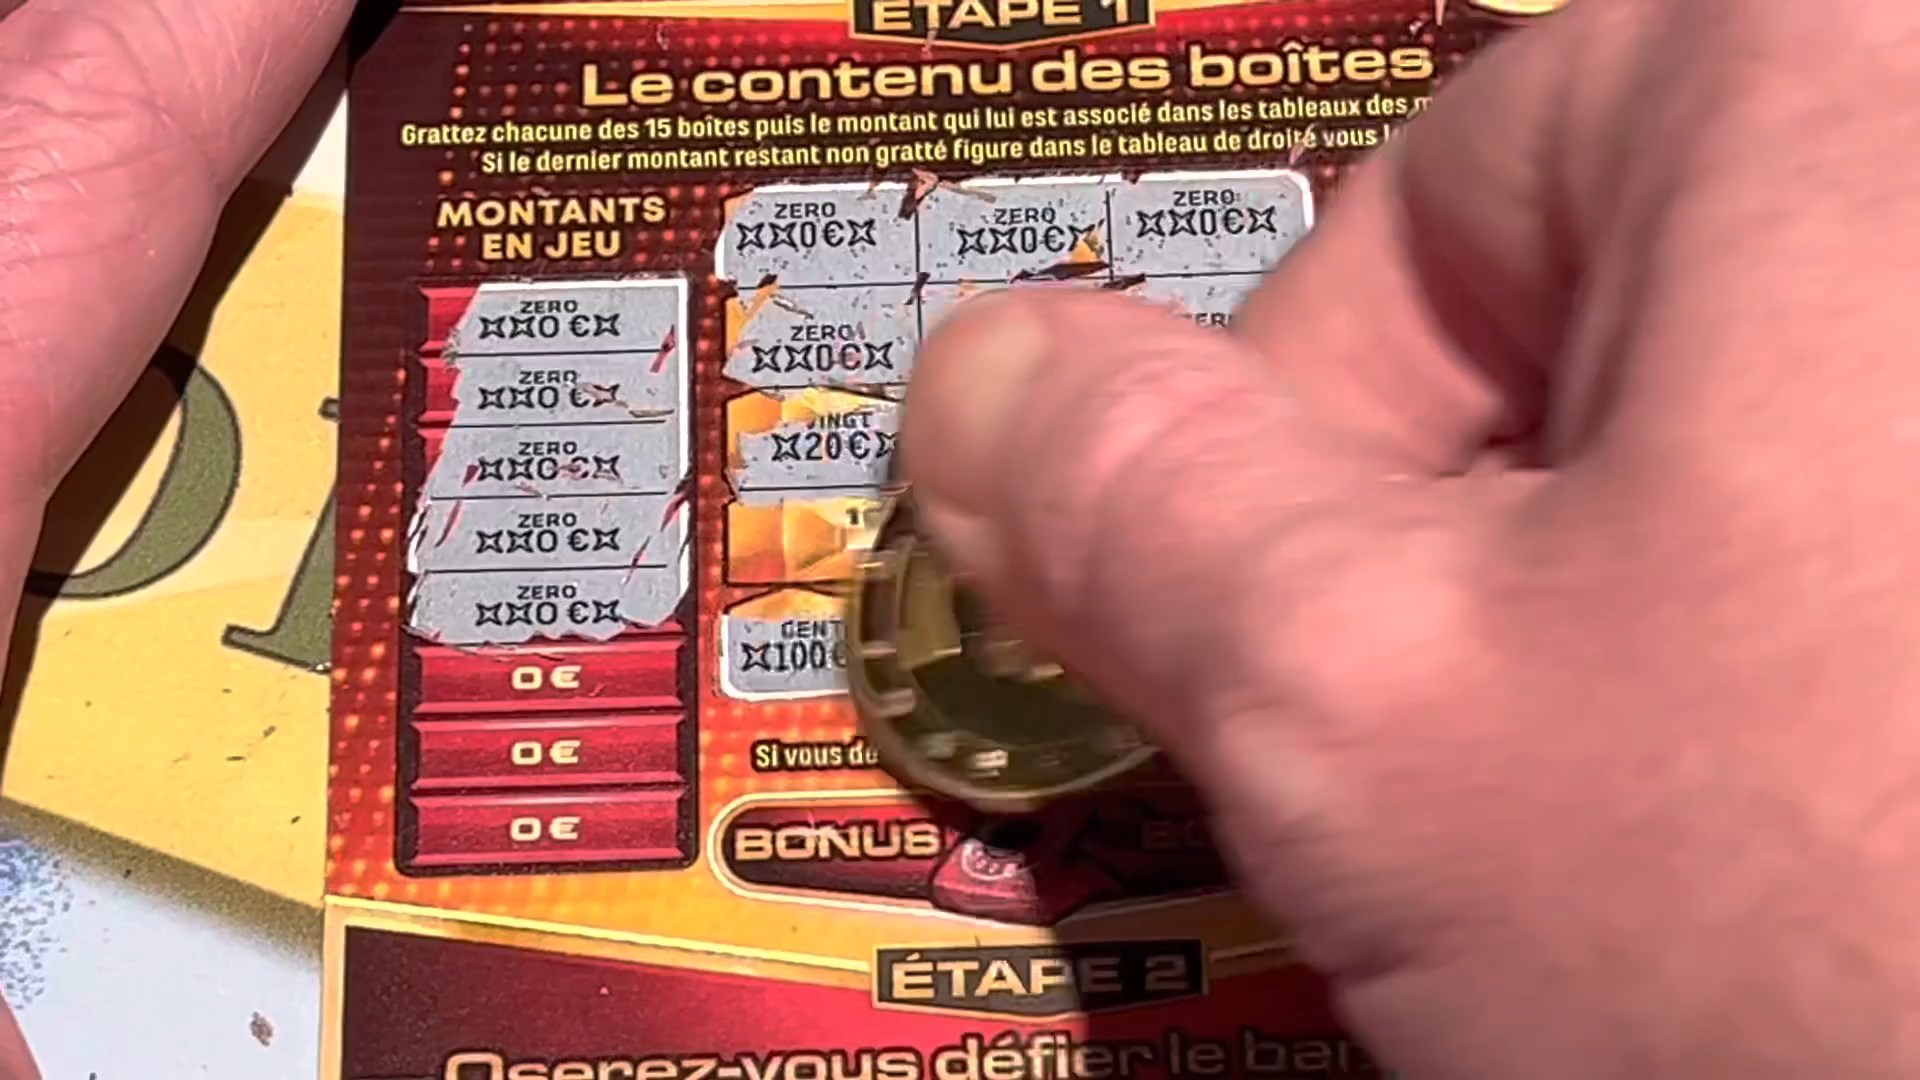 ÉTAPE 1
Le contenu des boîtes
Grattez chacune des 15 boîtes puis le montant qui lui est associé dans les tableaux des
Si le dernier montant restant non gratté figure dans le tableau de droite vous
MONTANTS
EN JEU
ZERO
0 €
ZERO
0 €
ZERO
0 €
ZERO
0 €
ZERO
0 €
0 €
0 €
0 €
ZERO
0€
ZERO
0€
ZERO
0€
ZERO
0€
VINGT
20€
CENT
100
Si vous
BONUS
ÉTAPE 2
Oserez-vous défier le